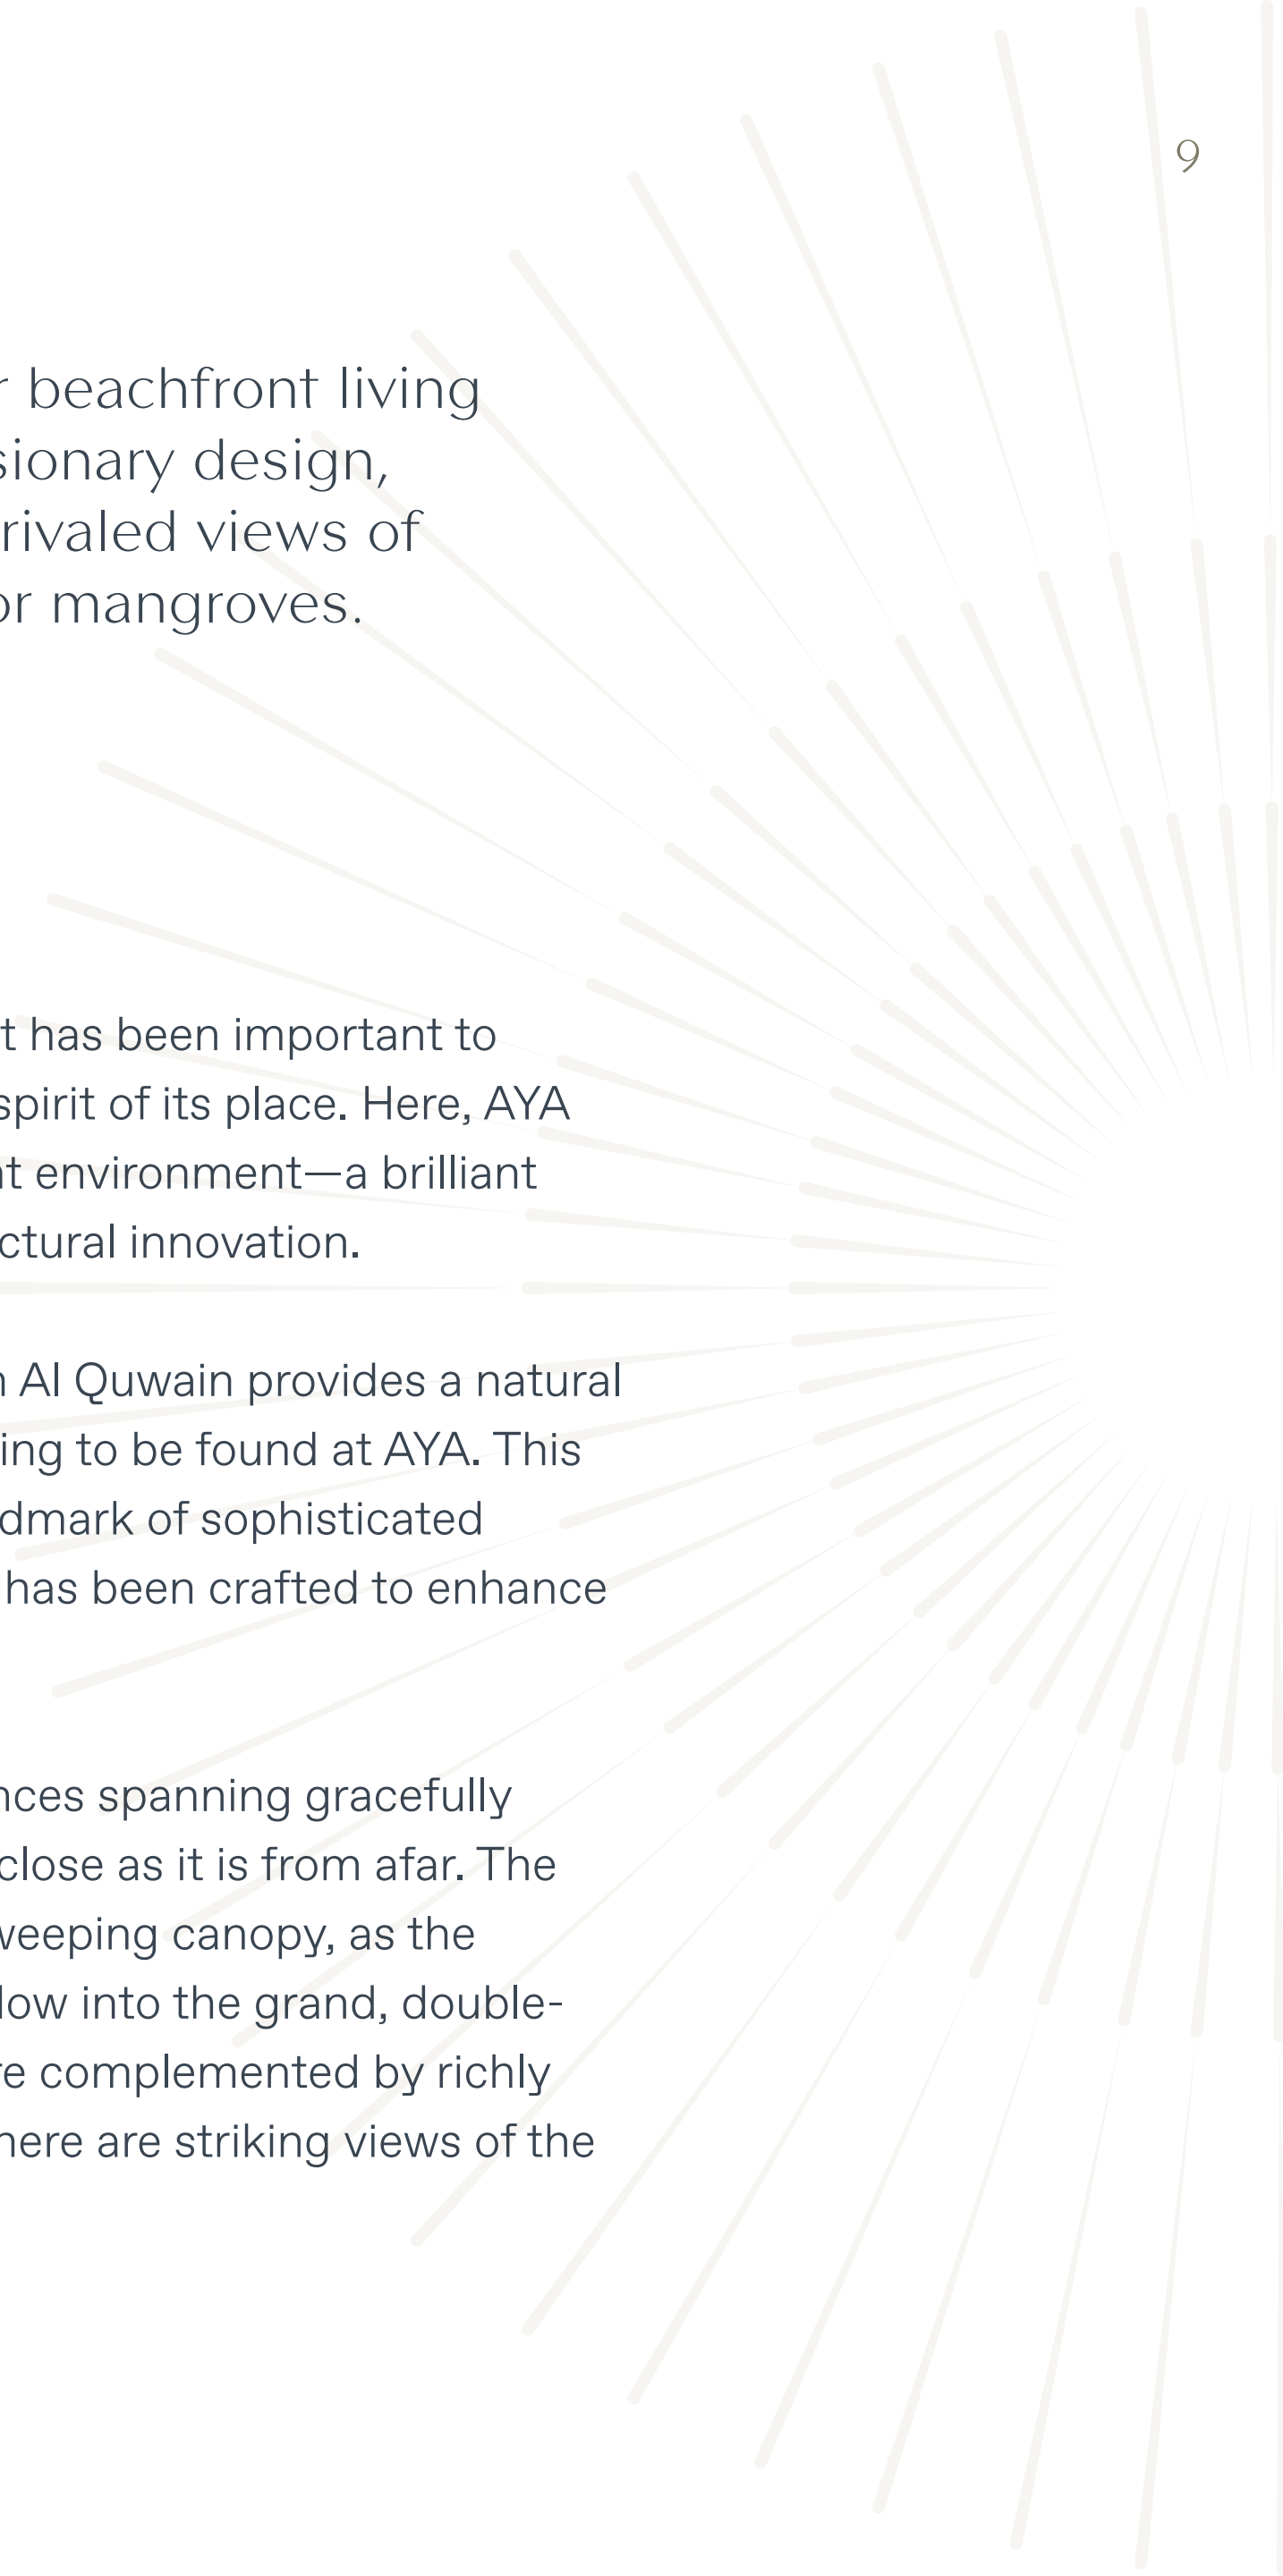 9
r beachfront living
sionary design,
rivaled views of
or mangroves.
t has been important to
spirit of its place. Here, AYA
nt environment—a brilliant
ctural innovation.
n Al Quwain provides a natural
ing to be found at AYA. This
dmark of sophisticated
has been crafted to enhance
nces spanning gracefully
close as it is from afar. The
weeping canopy, as the
low into the grand, double-
re complemented by richly
here are striking views of the